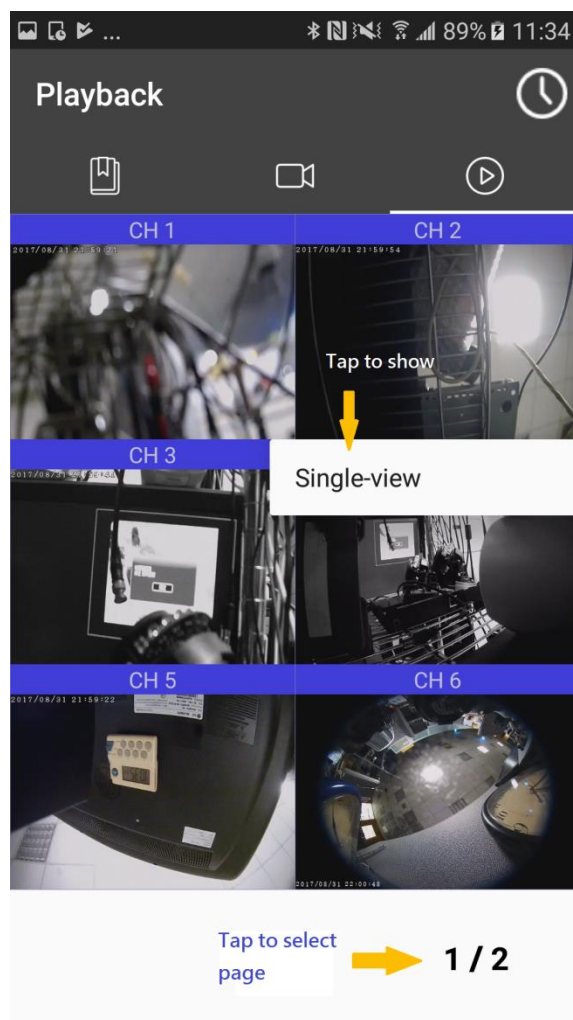 ... 89% 11:34
Playback
CH 1
CH 2
2017/08/31 21:59:54
Tap to show
CH 3
Single-view
CH 5
CH 6
2017/08/31 21:59:22
2017/08/31 22:00:48
Tap to select
page
1 / 2